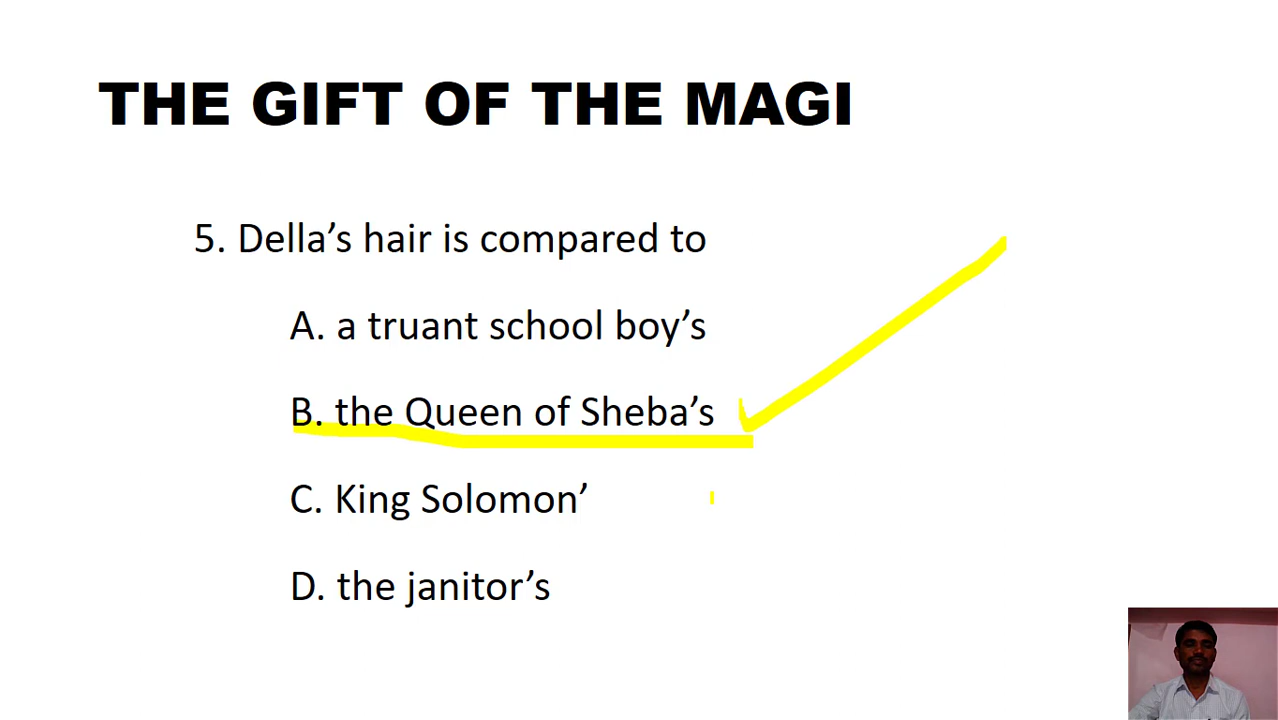 THE GIFT OF THE MAGI
5. Della’s hair is compared to
A. a truant school boy’s
B. the Queen of Sheba’s
C. King Solomon’
D. the janitor’s